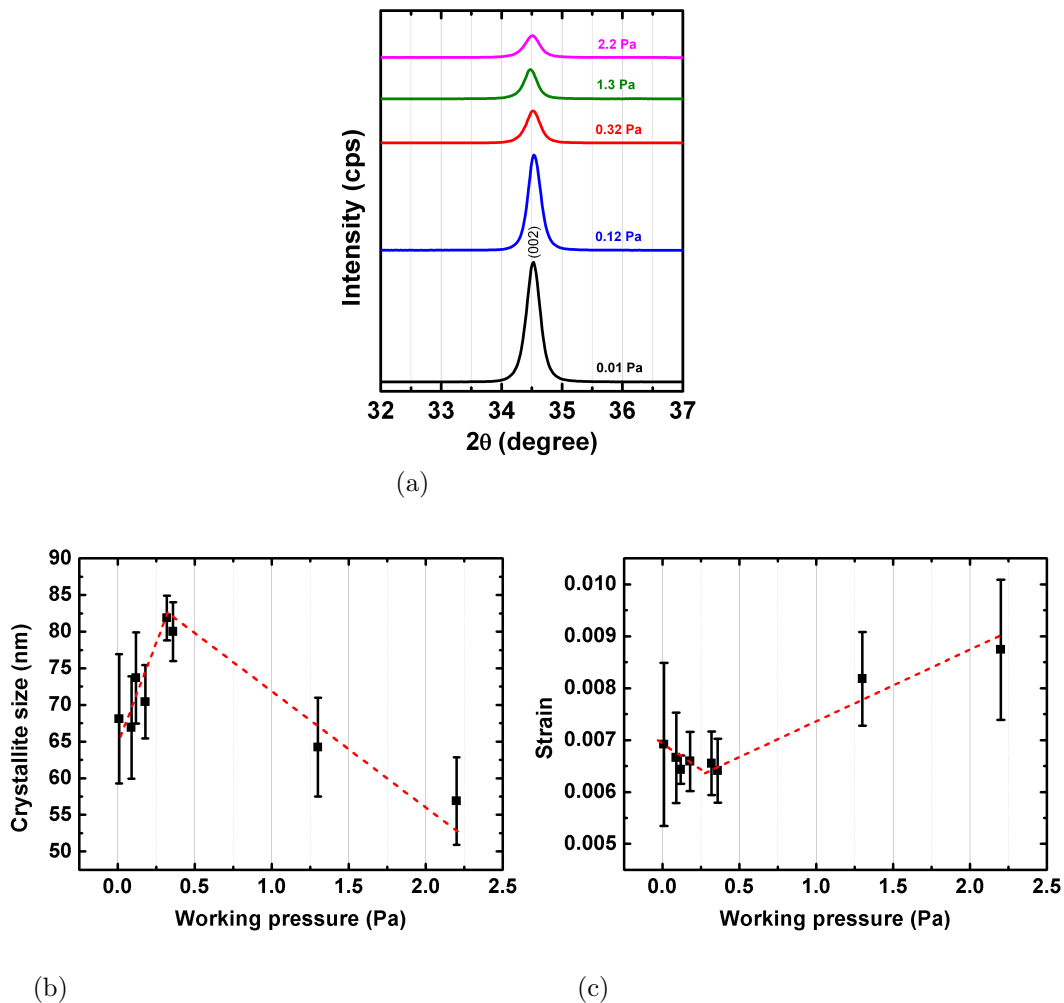 2.2 Pa
1.3 Pa
0.32 Pa
0.12 Pa
(002)
0.01 Pa
Intensity (cps)
32 33 34 35 36 37
2θ (degree)
(a)
90
85
80
75
70
65
60
55
50
Crystallite size (nm)
0.0 0.5 1.0 1.5 2.0 2.5
Working pressure (Pa)
(b)
0.010
0.009
0.008
0.007
0.006
0.005
Strain
0.0 0.5 1.0 1.5 2.0 2.5
Working pressure (Pa)
(c)